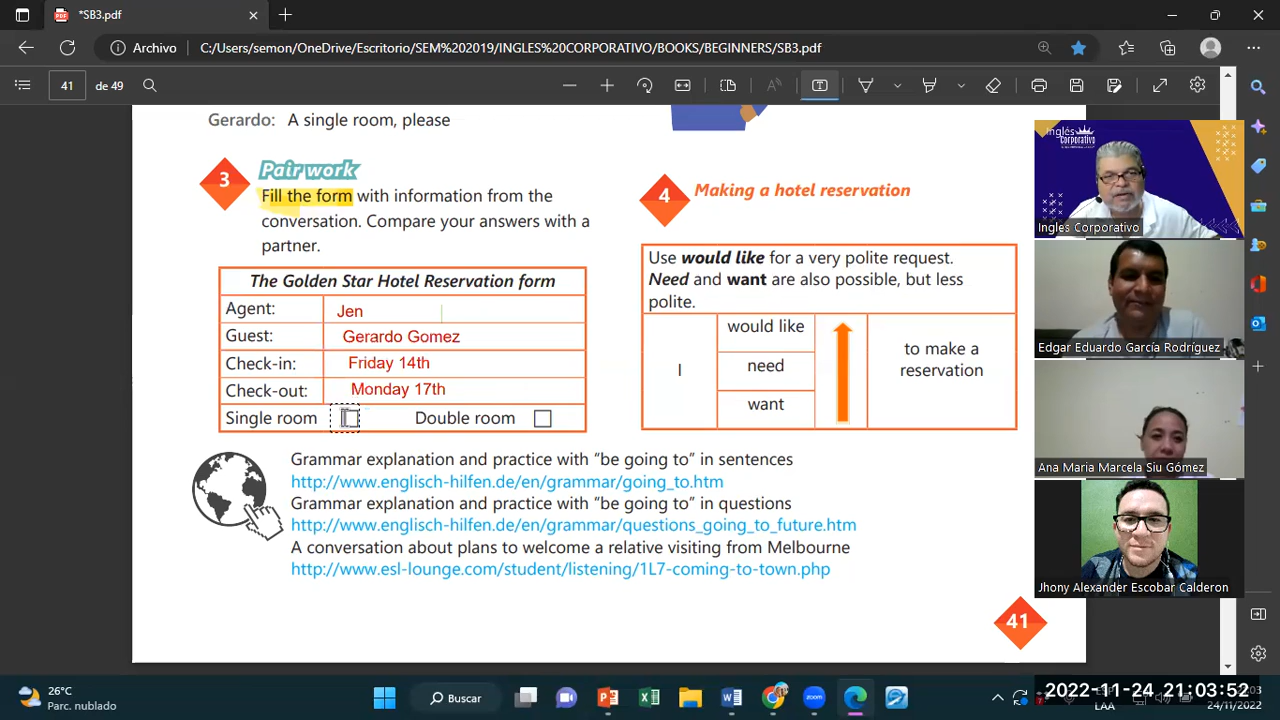 *SB3.pdf
Archivo
C:/Users/semon/OneDrive/Escritorio/SEM%202019/INGLES%20CORPORATIVO/BOOKS/BEGINNERS/SB3.pdf
41 de 49
Gerardo: A single room, please
3
Pair work
Fill the form with information from the
conversation. Compare your answers with a
partner.
The Golden Star Hotel Reservation form
Agent: Jen
Guest: Gerardo Gomez
Check-in: Friday 14th
Check-out: Monday 17th
Single room Double room
4
Making a hotel reservation
Use would like for a very polite request.
Need and want are also possible, but less
polite.
I
would like
need
want
to make a
reservation
Grammar explanation and practice with “be going to” in sentences
http://www.englisch-hilfen.de/en/grammar/going_to.htm
Grammar explanation and practice with “be going to” in questions
http://www.englisch-hilfen.de/en/grammar/questions_going_to_future.htm
A conversation about plans to welcome a relative visiting from Melbourne
http://www.esl-lounge.com/student/listening/1L7-coming-to-town.php
41
Inglés
Corporativo
Ingles Corporativo
Edgar Eduardo García Rodríguez
Ana Maria Marcela Siu Gómez
Jhony Alexander Escobar Calderon
26°C
Parc. nublado
Buscar
zoom
2022-11-24 21:03:52
LAA
24/11/2022